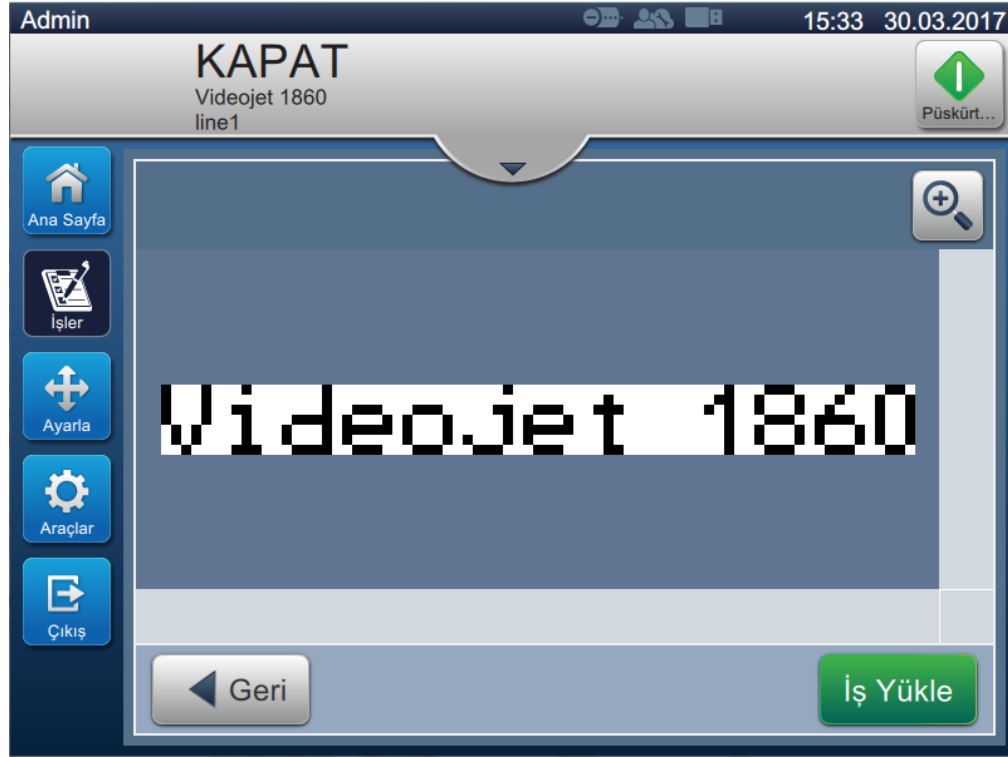 Admin 15:33 30.03.2017
KAPAT
Videojet 1860
line1
Püskürt...
Ana Sayfa
İşler
Ayarla
Araçlar
Çıkış
Videojet 1860
Geri
İş Yükle